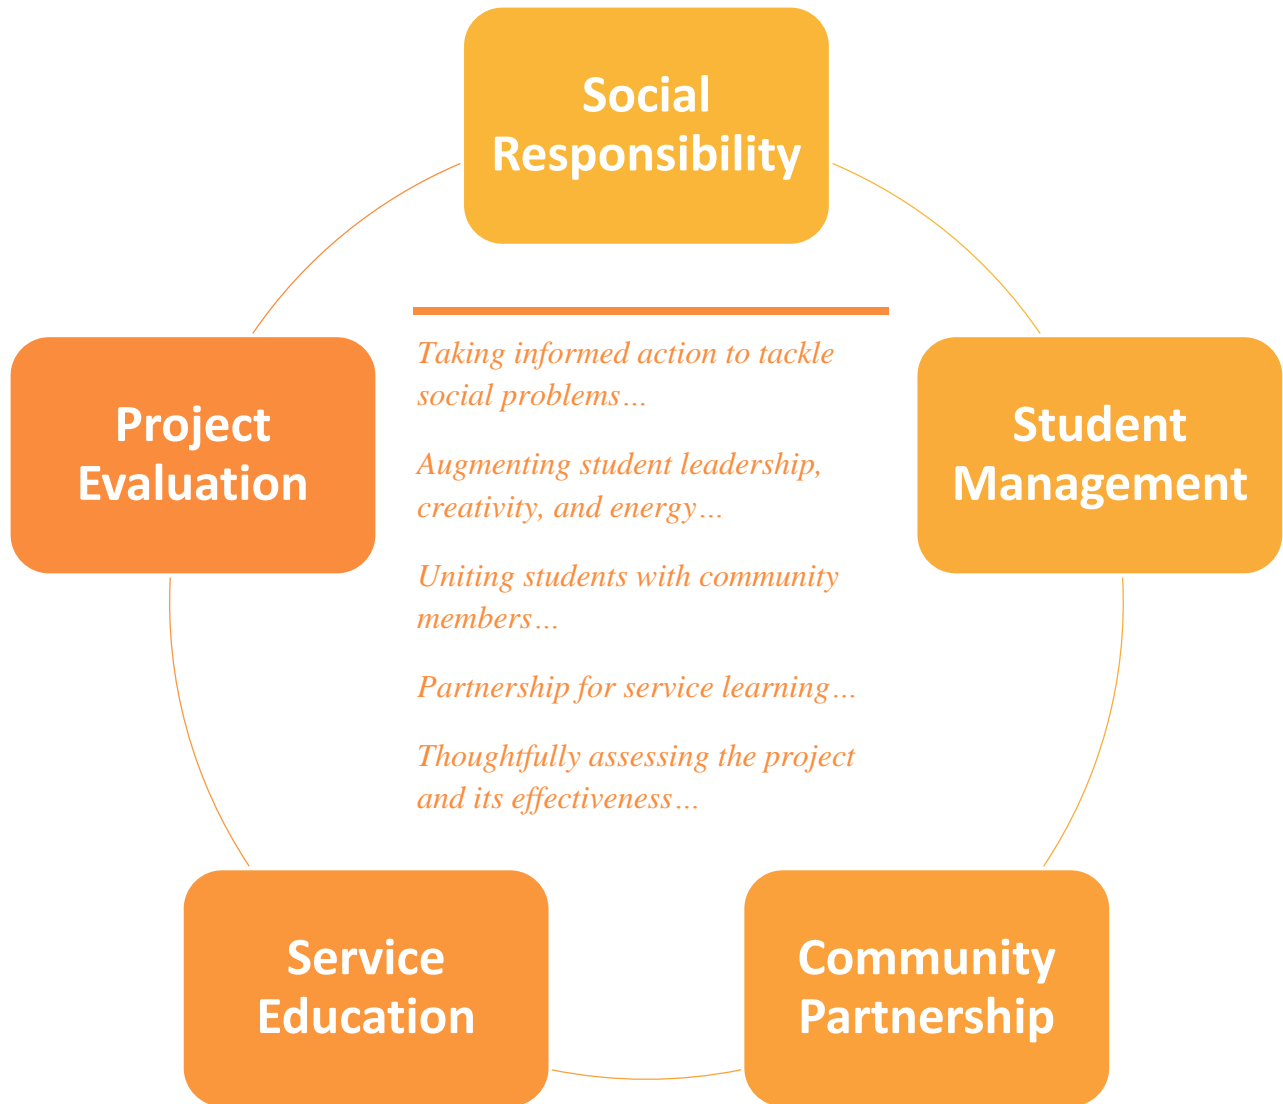 Social
Responsibility
Taking informed action to tackle
social problems…
Augmenting student leadership,
creativity, and energy…
Uniting students with community
members…
Partnership for service learning…
Thoughtfully assessing the project
and its effectiveness…
Project
Evaluation
Student
Management
Service
Education
Community
Partnership